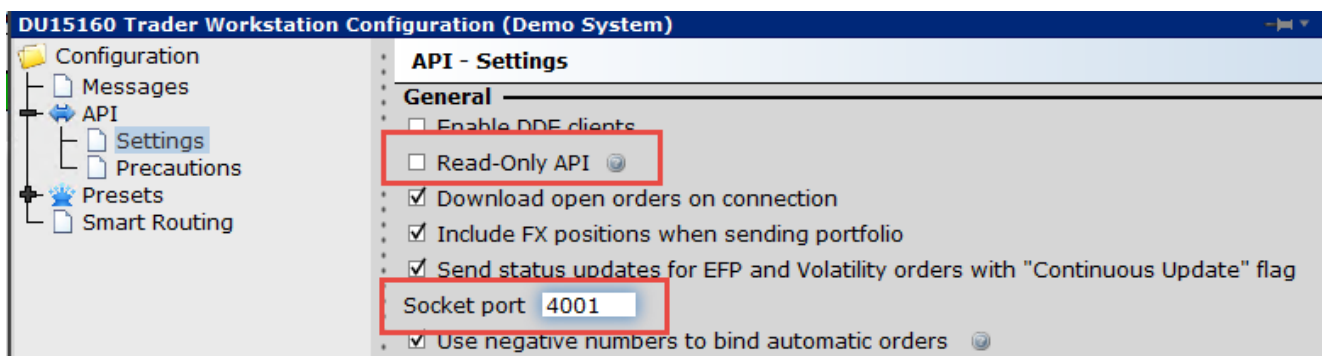 DU15160 Trader Workstation Configuration (Demo System)
Configuration
Messages
API
Settings
Precautions
Presets
Smart Routing
API - Settings
General
Enable DDE clients
Read-Only API
Download open orders on connection
Include FX positions when sending portfolio
Send status updates for EFP and Volatility orders with "Continuous Update" flag
Socket port 4001
Use negative numbers to bind automatic orders